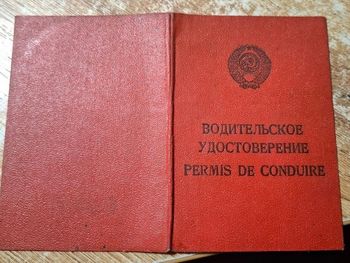 ВОДИТЕЛЬСКОЕ
УДОСТОВЕРЕНИЕ
PERMIS DE CONDUIRE